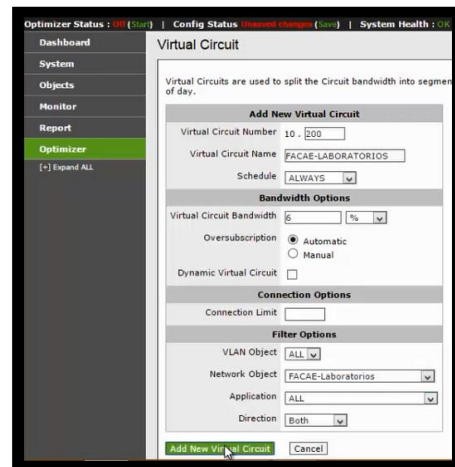 Optimizer Status : Off (Start) | Config Status Unsaved changes (Save) | System Health : OK
Dashboard
System
Objects
Monitor
Report
Optimizer
[+] Expand ALL
Virtual Circuit
Virtual Circuits are used to split the Circuit bandwidth into segmen
of day.
Add New Virtual Circuit
Virtual Circuit Number 10 . 200
Virtual Circuit Name FACAE-LABORATORIOS
Schedule ALWAYS
Bandwidth Options
Virtual Circuit Bandwidth 6 %
Oversubscription Automatic
Manual
Dynamic Virtual Circuit
Connection Options
Connection Limit
Filter Options
VLAN Object ALL
Network Object FACAE-Laboratorios
Application ALL
Direction Both
Add New Virtual Circuit Cancel